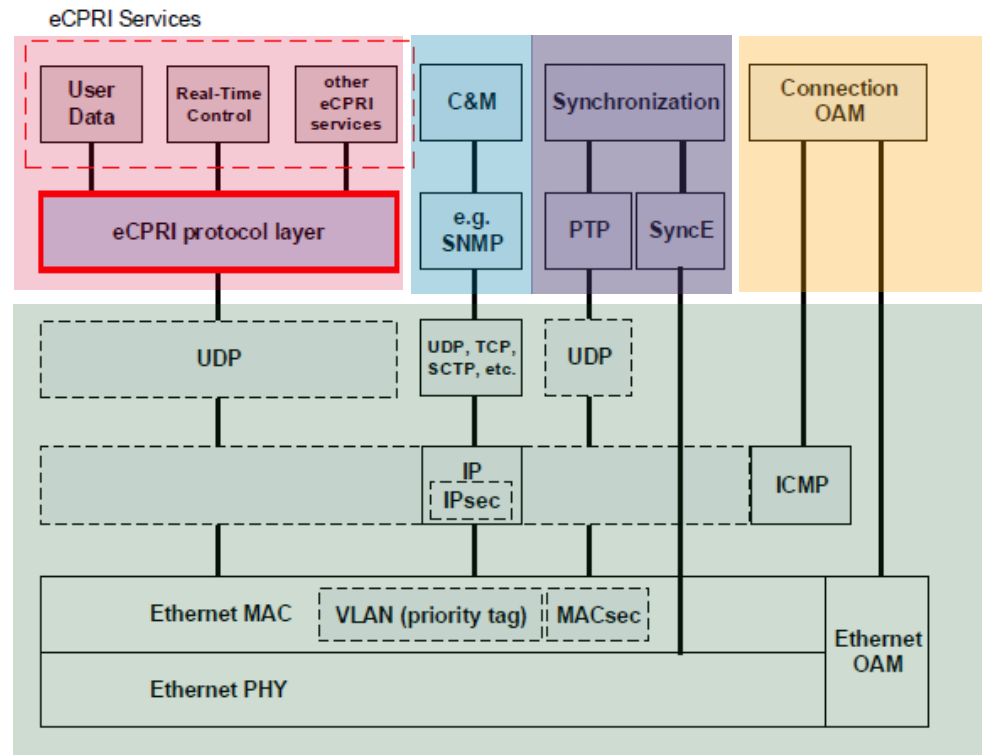 eCPRI Services
User
Data
Real-Time
Control
other
eCPRI
services
C&M
Synchronization
Connection
OAM
eCPRI protocol layer
e.g.
SNMP
PTP
SyncE
UDP
UDP, TCP,
SCTP, etc.
UDP
IP
IPsec
ICMP
Ethernet MAC
VLAN (priority tag)
MACsec
Ethernet
OAM
Ethernet PHY